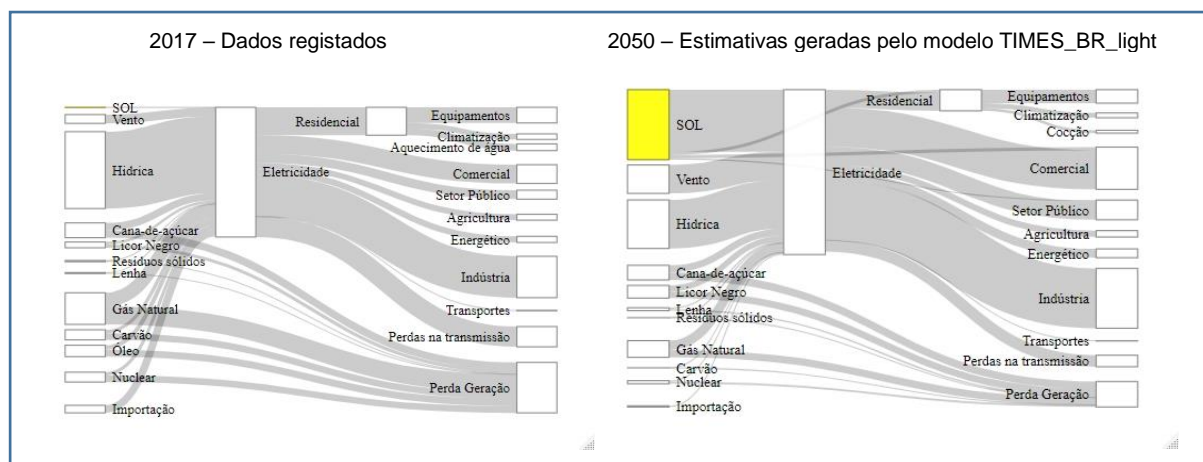 2017 – Dados registados
SOL
Vento
Hídrica
Cana-de-açúcar
Licor Negro
Resíduos sólidos
Lenha
Gás Natural
Carvão
Óleo
Nuclear
Importação
Eletricidade
Residencial
Equipamentos
Climatização
Aquecimento de água
Comercial
Setor Público
Agricultura
Energético
Indústria
Transportes
Perdas na transmissão
Perda Geração
2050 – Estimativas geradas pelo modelo TIMES_BR_light
SOL
Vento
Hídrica
Cana-de-açúcar
Licor Negro
Lenha
Resíduos sólidos
Gás Natural
Carvão
Nuclear
Importação
Eletricidade
Residencial
Equipamentos
Climatização
Cocção
Comercial
Setor Público
Agricultura
Energético
Indústria
Transportes
Perdas na transmissão
Perda Geração